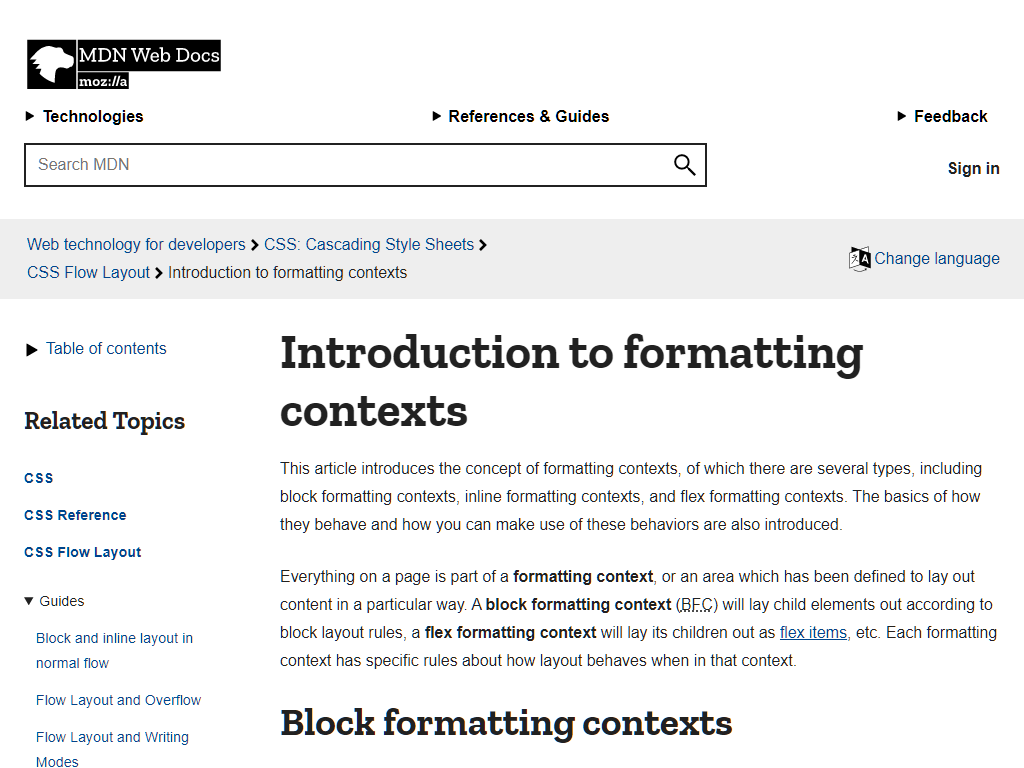 MDN Web Docs
moz://a
Technologies
References & Guides
Feedback
Search MDN
Sign in
Web technology for developers
CSS: Cascading Style Sheets
CSS Flow Layout
Introduction to formatting contexts
Change language
Table of contents
Related Topics
CSS
CSS Reference
CSS Flow Layout
Guides
Block and inline layout in
normal flow
Flow Layout and Overflow
Flow Layout and Writing
Modes
Introduction to formatting
contexts
This article introduces the concept of formatting contexts, of which there are several types, including
block formatting contexts, inline formatting contexts, and flex formatting contexts. The basics of how
they behave and how you can make use of these behaviors are also introduced.
Everything on a page is part of a formatting context, or an area which has been defined to lay out
content in a particular way. A block formatting context (BFC) will lay child elements out according to
block layout rules, a flex formatting context will lay its children out as flex items, etc. Each formatting
context has specific rules about how layout behaves when in that context.
Block formatting contexts